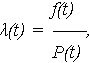 λ(t) = f(t) / P(t),